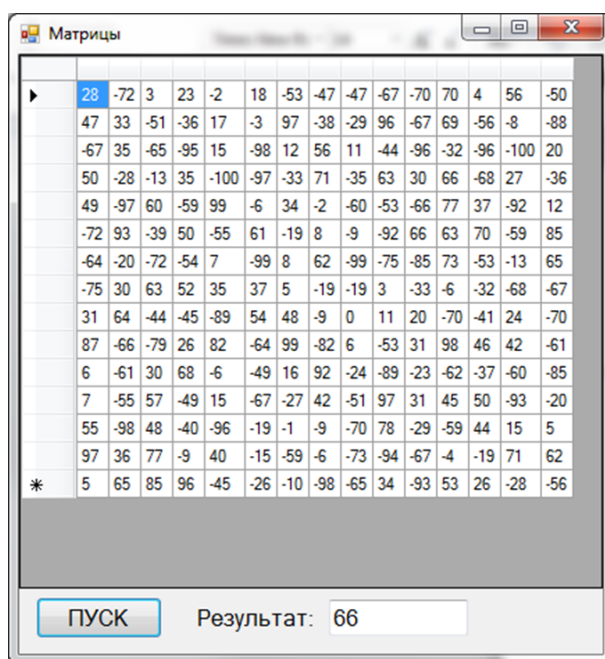 Матрицы
28 -72 3 23 -2 18 -53 -47 -47 -67 -70 70 4 56 -50
47 33 -51 -36 17 -3 97 -38 -29 96 -67 69 -56 -8 -88
-67 35 -65 -95 15 -98 12 56 11 -44 -96 -32 -96 -100 20
50 -28 -13 35 -100 -97 -33 71 -35 63 30 66 -68 27 -36
49 -97 60 -59 99 -6 34 -2 -60 -53 -66 77 37 -92 12
-72 93 -39 50 -55 61 -19 8 -9 -92 66 63 70 -59 85
-64 -20 -72 -54 7 -99 8 62 -99 -75 -85 73 -53 -13 65
-75 30 63 52 35 37 5 -19 -19 3 -33 -6 -32 -68 -67
31 64 -44 -45 -89 54 48 -9 0 11 20 -70 -41 24 -70
87 -66 -79 26 82 -64 99 -82 6 -53 31 98 46 42 -61
6 -61 30 68 -6 -49 16 92 -24 -89 -23 -62 -37 -60 -85
7 -55 57 -49 15 -67 -27 42 -51 97 31 45 50 -93 -20
55 -98 48 -40 -96 -19 -1 -9 -70 78 -29 -59 44 15 5
97 36 77 -9 40 -15 -59 -6 -73 -94 -67 -4 -19 71 62
5 65 85 96 -45 -26 -10 -98 -65 34 -93 53 26 -28 -56
ПУСК Результат: 66